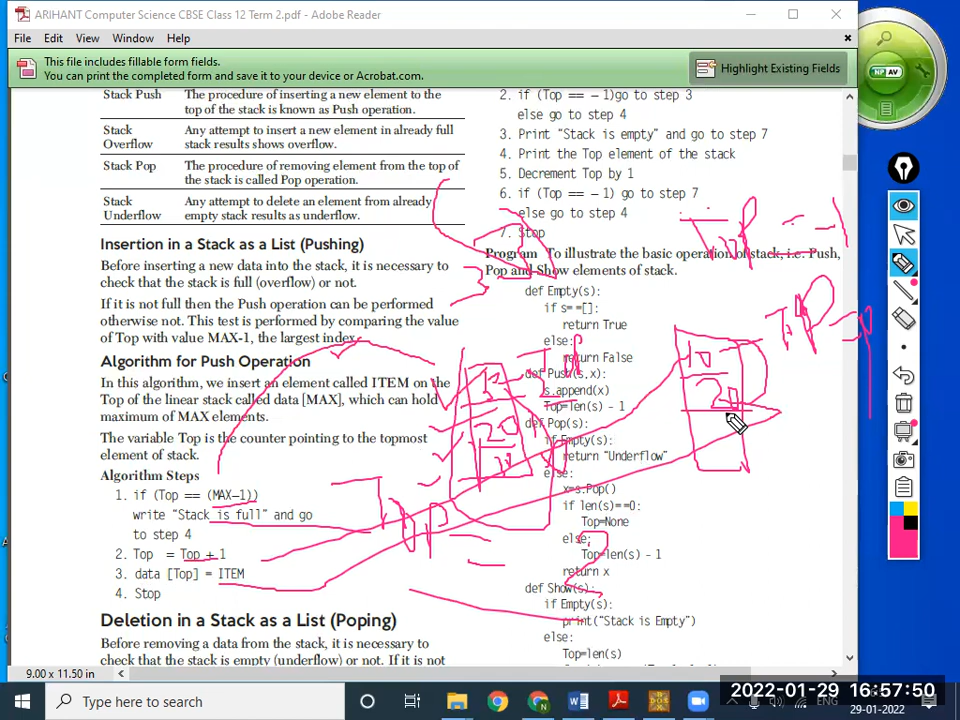 ARIHANT Computer Science CBSE Class 12 Term 2.pdf - Adobe Reader
File Edit View Window Help
This file includes fillable form fields.
You can print the completed form and save it to your device or Acrobat.com.
Highlight Existing Fields
Stack Push The procedure of inserting a new element to the
top of the stack is known as Push operation.
Stack Overflow Any attempt to insert a new element in already full
stack results shows overflow.
Stack Pop The procedure of removing element from the top of
the stack is called Pop operation.
Stack Underflow Any attempt to delete an element from already
empty stack results as underflow.
Insertion in a Stack as a List (Pushing)
Before inserting a new data into the stack, it is necessary to
check that the stack is full (overflow) or not.
If it is not full then the Push operation can be performed
otherwise not. This test is performed by comparing the value
of Top with value MAX-1, the largest index.
Algorithm for Push Operation
In this algorithm, we insert an element called ITEM on the
Top of the linear stack called data [MAX], which can hold
maximum of MAX elements.
The variable Top is the counter pointing to the topmost
element of stack.
Algorithm Steps
1. if (Top == (MAX–1))
write "Stack is full" and go
to step 4
2. Top = Top + 1
3. data [Top] = ITEM
4. Stop
Deletion in a Stack as a List (Poping)
Before removing a data from the stack, it is necessary to
check that the stack is empty (underflow) or not. If it is not
2. if (Top == – 1)go to step 3
else go to step 4
3. Print "Stack is empty" and go to step 7
4. Print the Top element of the stack
5. Decrement Top by 1
6. if (Top == – 1) go to step 7
else go to step 4
7. Stop
Program To illustrate the basic operation of stack, i.e. Push,
Pop and Show elements of stack.
def Empty(s):
if s==[]:
return True
else:
return False
def Push(s.x):
s.append(x)
Top=len(s) - 1
def Pop(s):
if Empty(s):
return "Underflow"
else:
x=s.Pop()
if len(s)==0:
Top=None
else:
Top=len(s) - 1
return x
def Show(s):
if Empty(s):
print("Stack is Empty")
else:
Top=len(s)
Top = -1
Top
10
20
20
Top =
2
9.00 x 11.50 in
NP AV
Type here to search
2022-01-29 16:57:50
ENG
29-01-2022